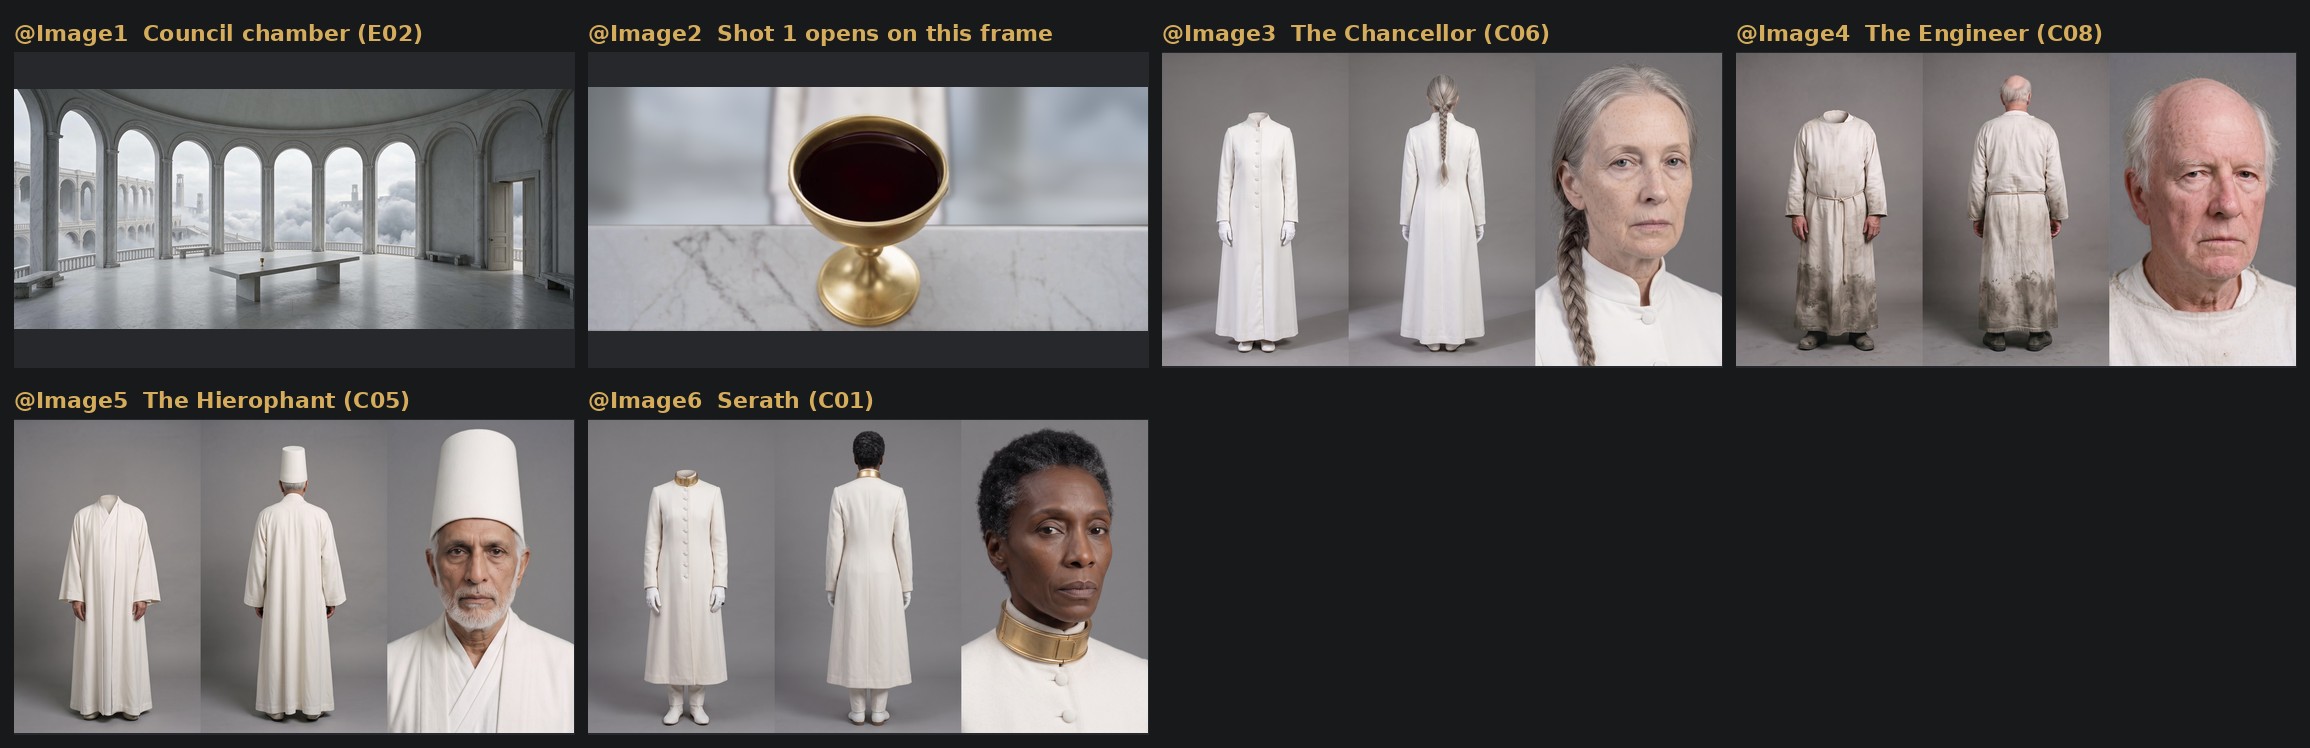 @Image1  Council chamber (E02)
@Image2  Shot 1 opens on this frame
@Image3  The Chancellor (C06)
@Image4  The Engineer (C08)
@Image5  The Hierophant (C05)
@Image6  Serath (C01)